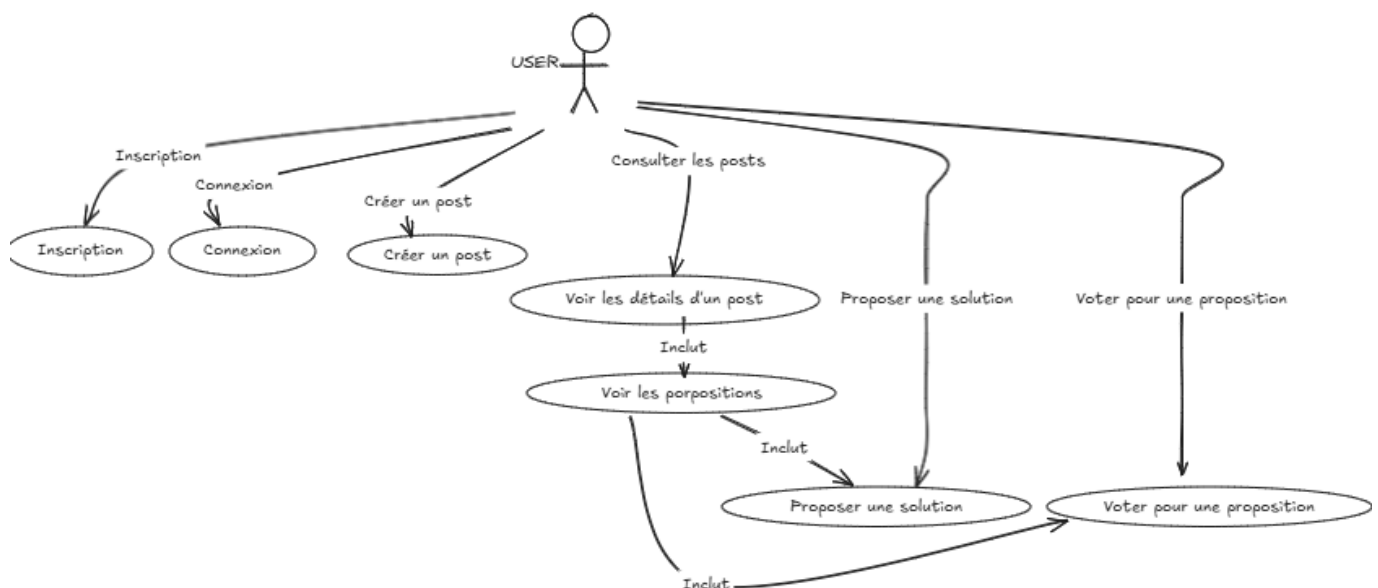 USER
Inscription
Connexion
Créer un post
Consulter les posts
Inscription
Connexion
Créer un post
Voir les détails d'un post
Proposer une solution
Voter pour une proposition
Inclut
Voir les porpositions
Inclut
Proposer une solution
Voter pour une proposition
Inclut